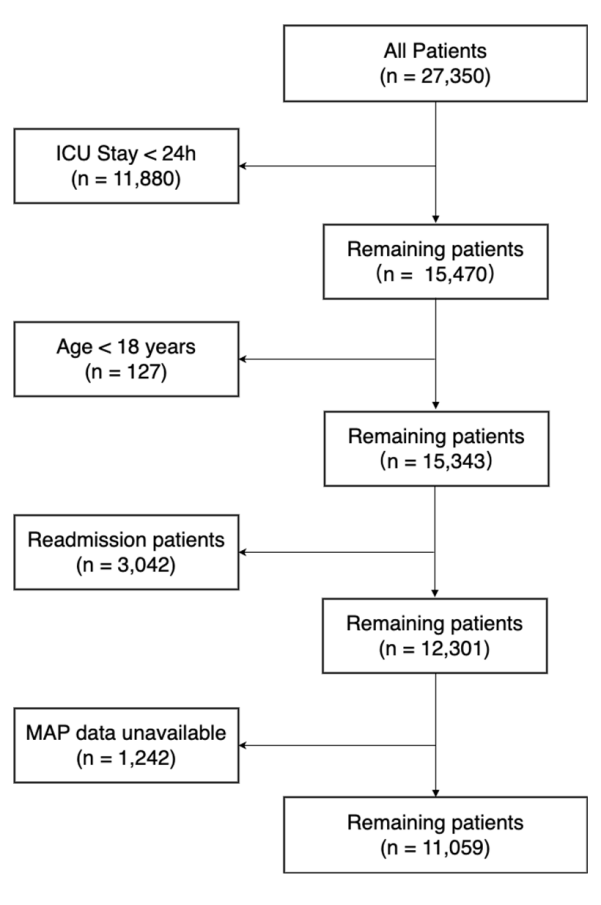 All Patients
(n = 27,350)
ICU Stay < 24h
(n = 11,880)
Remaining patients
(n =  15,470)
Age < 18 years
(n = 127)
Remaining patients
(n = 15,343)
Readmission patients
(n = 3,042)
Remaining patients
(n = 12,301)
MAP data unavailable
(n = 1,242)
Remaining patients
(n = 11,059)